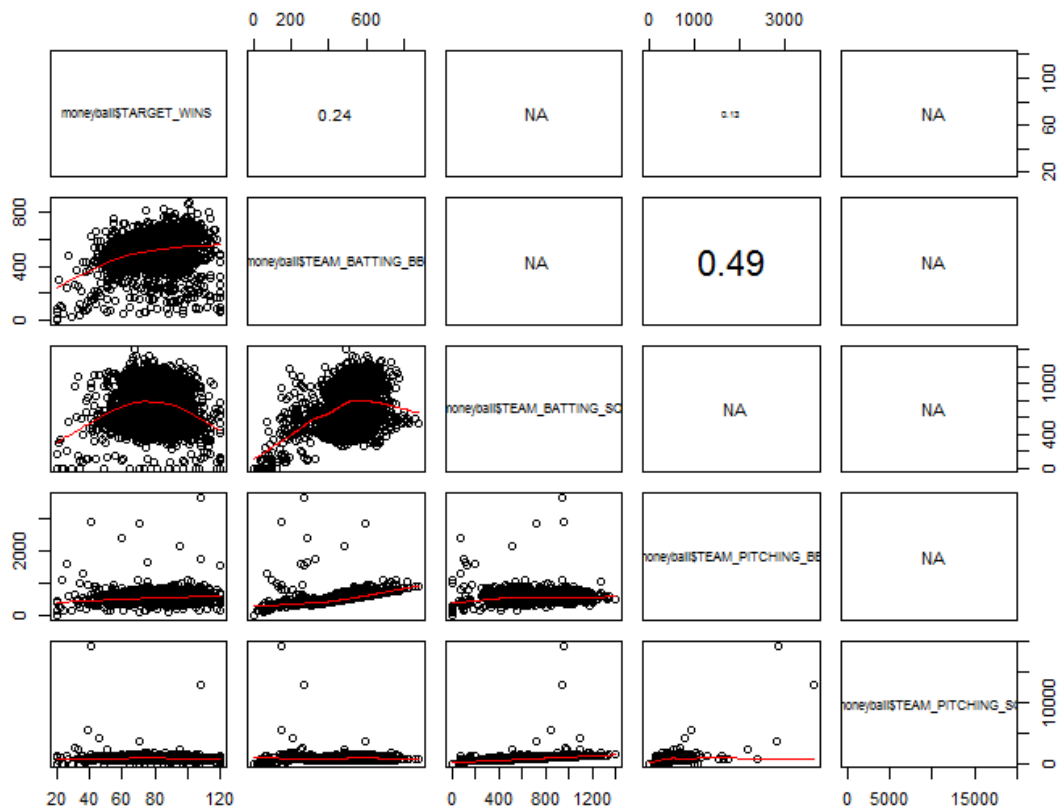 0 200 600
0 1000 3000
moneyball$TARGET_WINS
0.24
NA
0.13
NA
20 60 100
0 400 800
moneyball$TEAM_BATTING_BB
NA
0.49
NA
moneyball$TEAM_BATTING_SO
NA
NA
0 400 1000
0 2000
moneyball$TEAM_PITCHING_BB
NA
moneyball$TEAM_PITCHING_SO
0 10000
20 40 60 80 120
0 400 800 1200
0 5000 15000